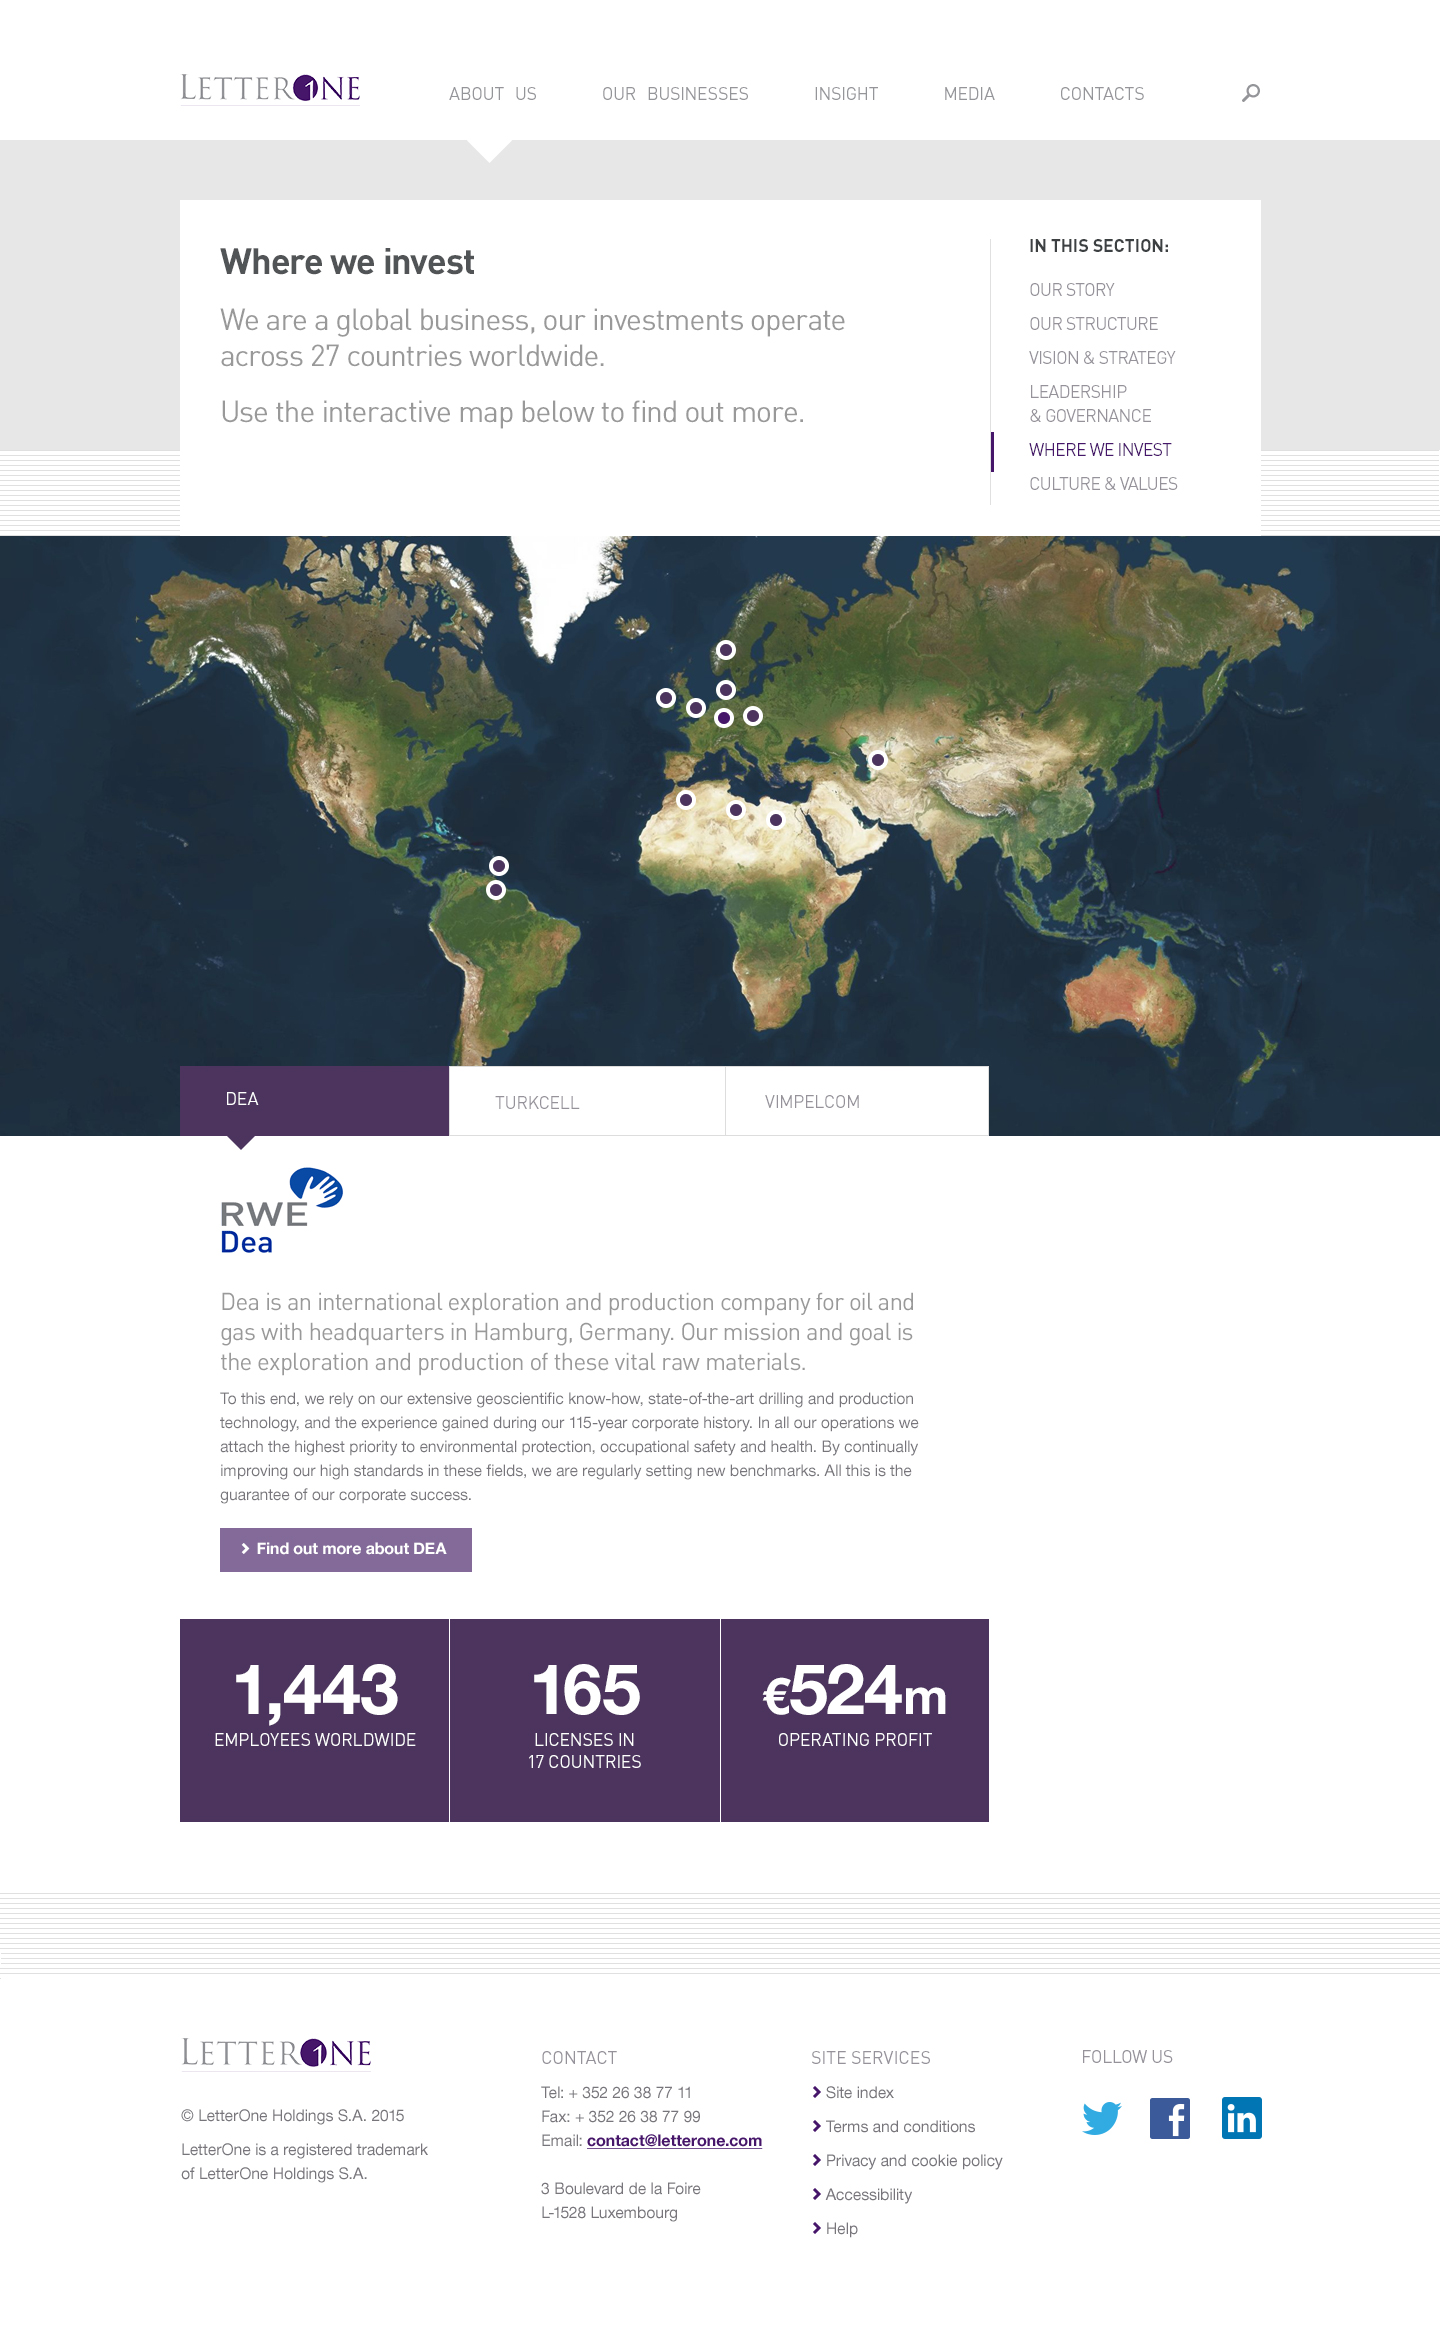 LETTERONE
ABOUT US
OUR BUSINESSES
INSIGHT
MEDIA
CONTACTS
Where we invest
We are a global business, our investments operate
across 27 countries worldwide.
Use the interactive map below to find out more.
IN THIS SECTION:
OUR STORY
OUR STRUCTURE
VISION & STRATEGY
LEADERSHIP
& GOVERNANCE
WHERE WE INVEST
CULTURE & VALUES
DEA
TURKCELL
VIMPELCOM
RWE
Dea
Dea is an international exploration and production company for oil and
gas with headquarters in Hamburg, Germany. Our mission and goal is
the exploration and production of these vital raw materials.
To this end, we rely on our extensive geoscientific know-how, state-of-the-art drilling and production
technology, and the experience gained during our 115-year corporate history. In all our operations we
attach the highest priority to environmental protection, occupational safety and health. By continually
improving our high standards in these fields, we are regularly setting new benchmarks. All this is the
guarantee of our corporate success.
Find out more about DEA
1,443
EMPLOYEES WORLDWIDE
165
LICENSES IN
17 COUNTRIES
€524m
OPERATING PROFIT
LETTERONE
© LetterOne Holdings S.A. 2015
LetterOne is a registered trademark
of LetterOne Holdings S.A.
CONTACT
Tel: + 352 26 38 77 11
Fax: + 352 26 38 77 99
Email: contact@letterone.com
3 Boulevard de la Foire
L-1528 Luxembourg
SITE SERVICES
Site index
Terms and conditions
Privacy and cookie policy
Accessibility
Help
FOLLOW US
f
in